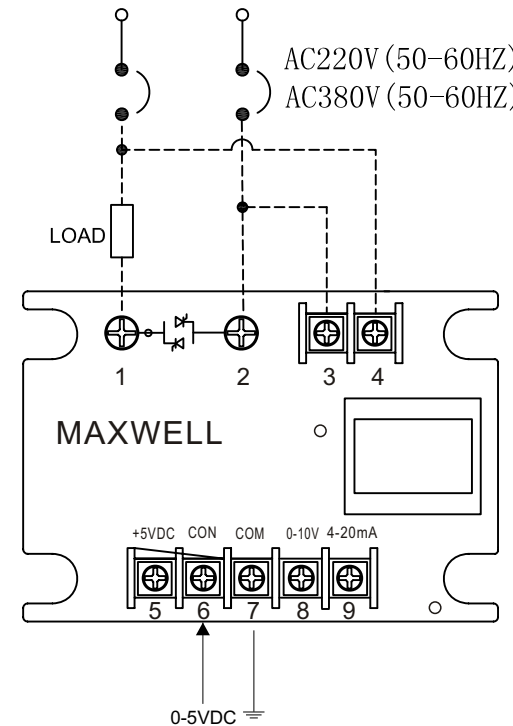 AC220V(50-60HZ)
AC380V(50-60HZ)
LOAD
1 2 3 4
MAXWELL
+5VDC CON COM 0-10V 4-20mA
5 6 7 8 9
0-5VDC